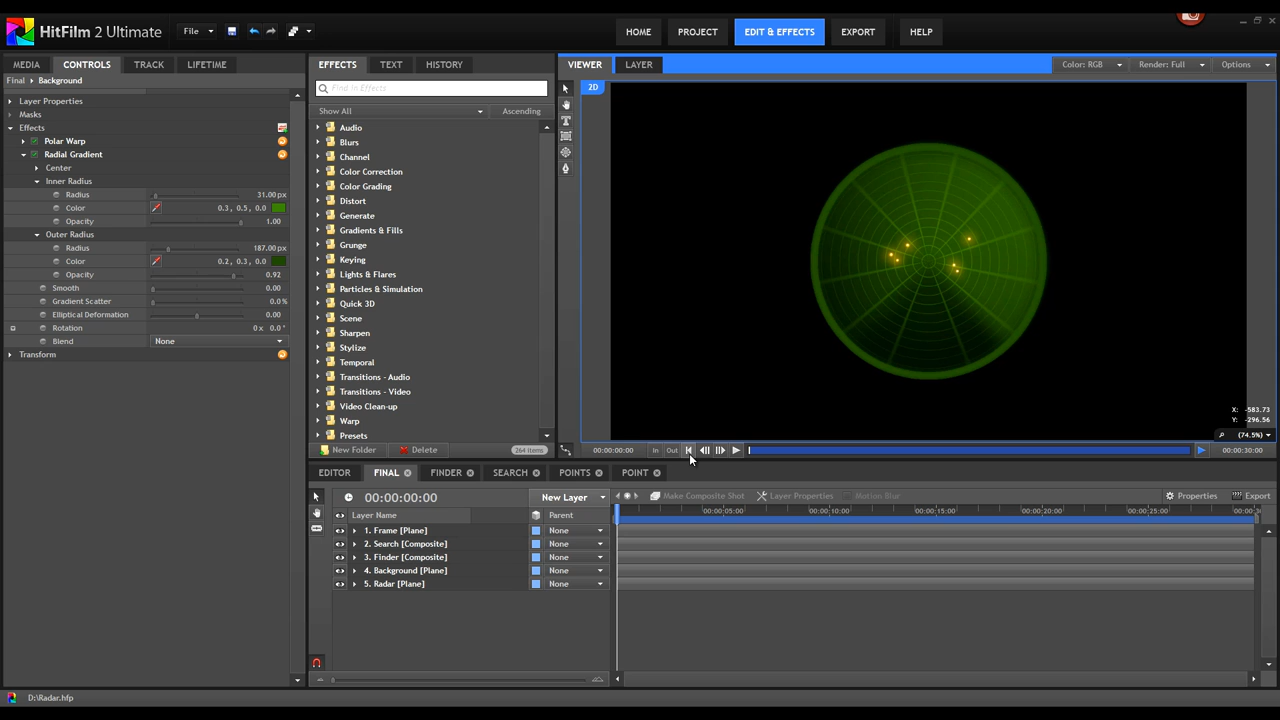 HitFilm 2 Ultimate File HOME PROJECT EDIT & EFFECTS EXPORT HELP
MEDIA CONTROLS TRACK LIFETIME
Final Background
Layer Properties
Masks
Effects
Polar Warp
Radial Gradient
Center
Inner Radius
Radius 31.00px
Color 0.3, 0.5, 0.0
Opacity 1.00
Outer Radius
Radius 187.00px
Color 0.2, 0.3, 0.0
Opacity 0.92
Smooth 0.00
Gradient Scatter 0.0%
Elliptical Deformation 0.00
Rotation 0 x 0.0°
Blend None
Transform
EFFECTS TEXT HISTORY
Find in Effects
Show All Ascending
Audio
Blurs
Channel
Color Correction
Color Grading
Distort
Generate
Gradients & Fills
Grunge
Keying
Lights & Flares
Particles & Simulation
Quick 3D
Scene
Sharpen
Stylize
Temporal
Transitions - Audio
Transitions - Video
Video Clean-up
Warp
Presets
New Folder Delete 264 items
VIEWER LAYER Color: RGB Render: Full Options
2D
X: -583.73
Y: -296.56
(74.5%)
00:00:00:00 In Out 00:00:30:00
EDITOR FINAL FINDER SEARCH POINTS POINT
00:00:00:00 New Layer Make Composite Shot Layer Properties Motion Blur Properties Export
Layer Name Parent 00:00:05:00 00:00:10:00 00:00:15:00 00:00:20:00 00:00:25:00
1. Frame [Plane] None
2. Search [Composite] None
3. Finder [Composite] None
4. Background [Plane] None
5. Radar [Plane] None
D:\Radar.hfp